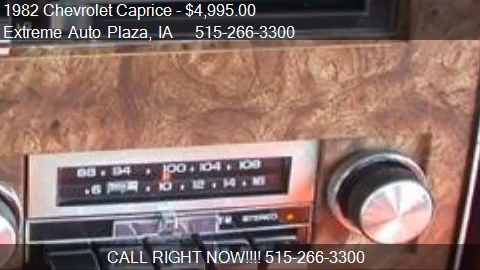 1982 Chevrolet Caprice - $4,995.00
Extreme Auto Plaza, IA 515-266-3300
88 • 94 • 100 • 104 • 108
• 6 • 10 • 12 • 14 • 16
STEREO
CALL RIGHT NOW!!!! 515-266-3300